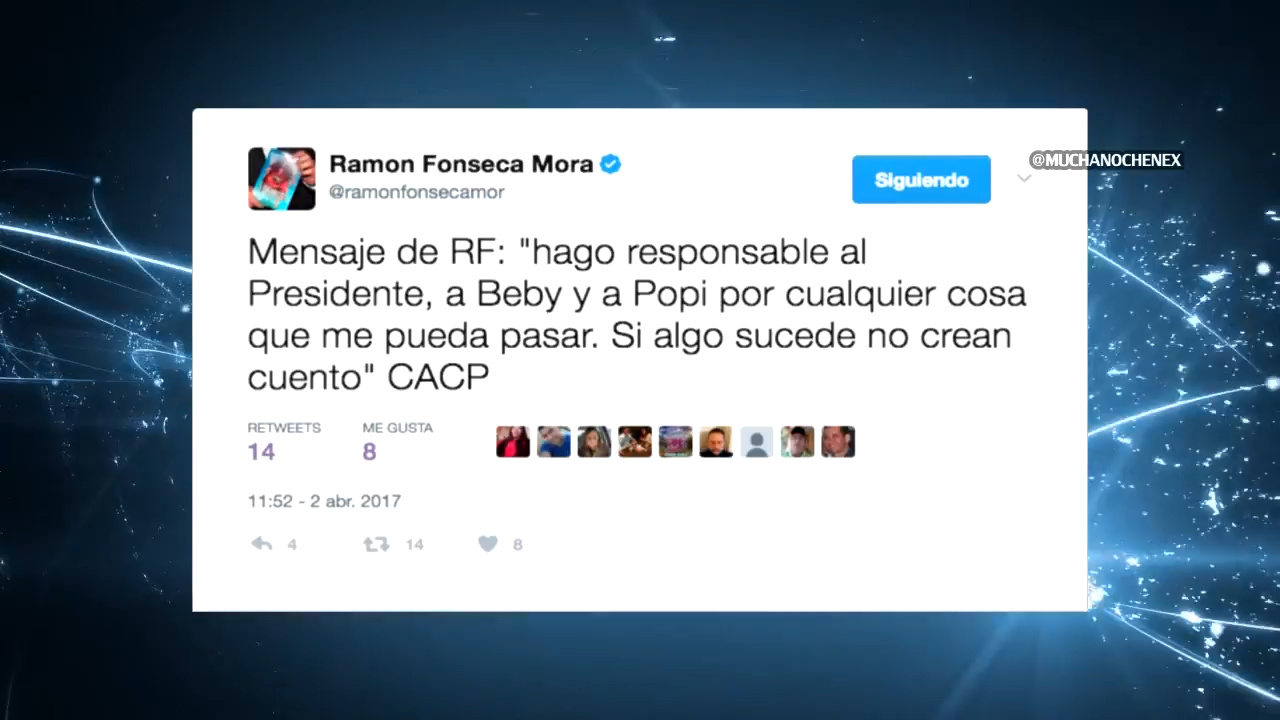 @MUCHANOCHENEX
Ramon Fonseca Mora
@ramonfonsecamor
Siguiendo
Mensaje de RF: "hago responsable al
Presidente, a Beby y a Popi por cualquier cosa
que me pueda pasar. Si algo sucede no crean
cuento" CACP
RETWEETS ME GUSTA
14 8
11:52 - 2 abr. 2017
4 14 8